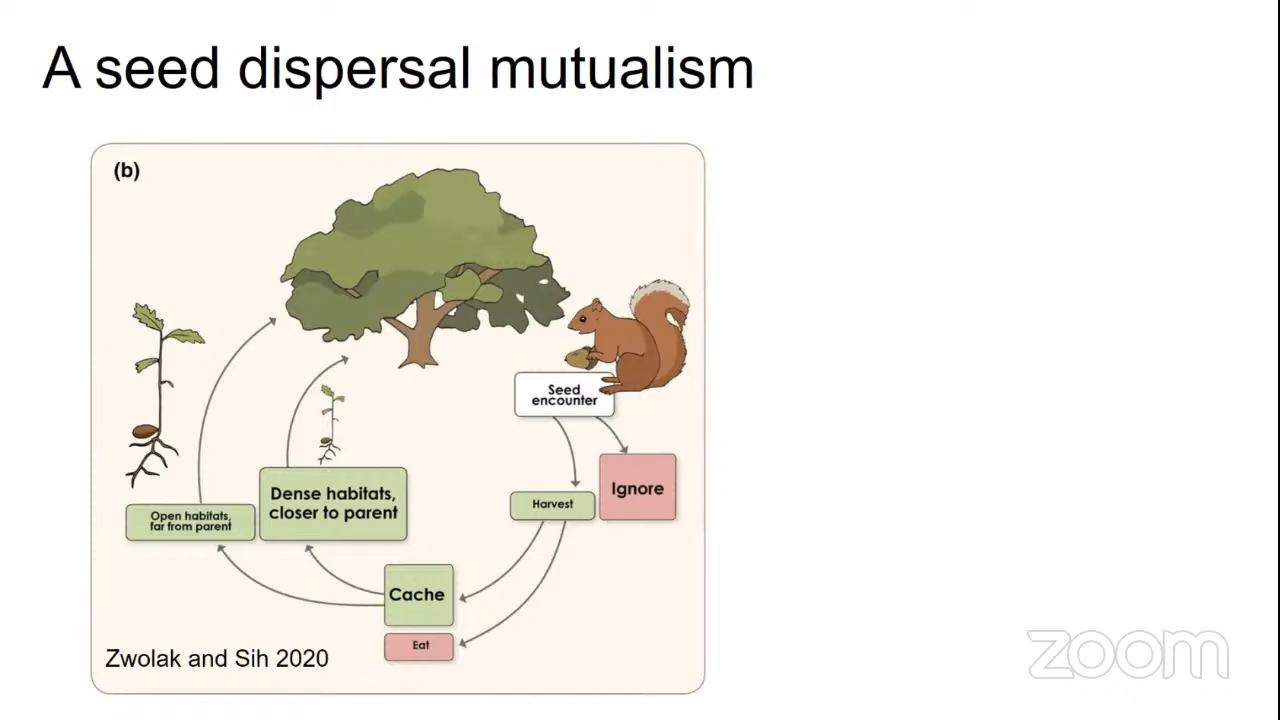 A seed dispersal mutualism
(b)
Seed
encounter
Ignore
Harvest
Dense habitats,
closer to parent
Open habitats,
far from parent
Cache
Eat
Zwolak and Sih 2020
zoom